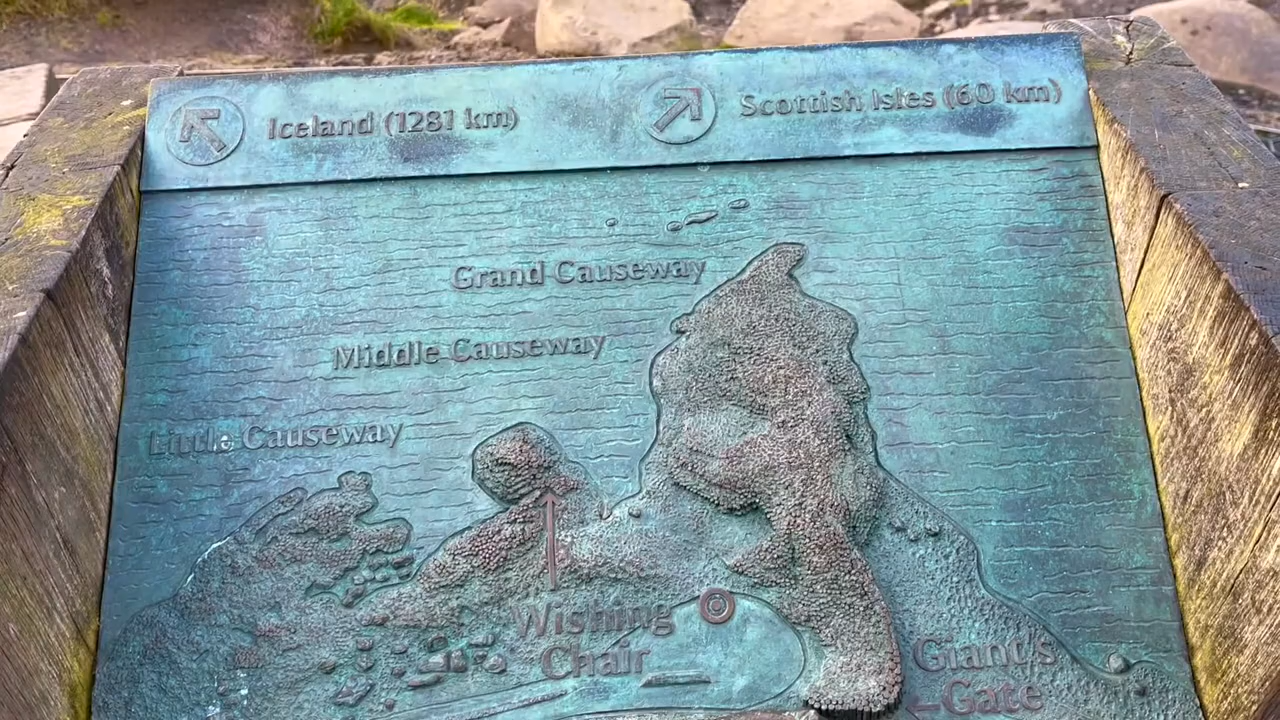 Iceland (1281 km)
Scottish Isles (60 km)
Grand Causeway
Middle Causeway
Little Causeway
Wishing
Chair
Giant's
Gate